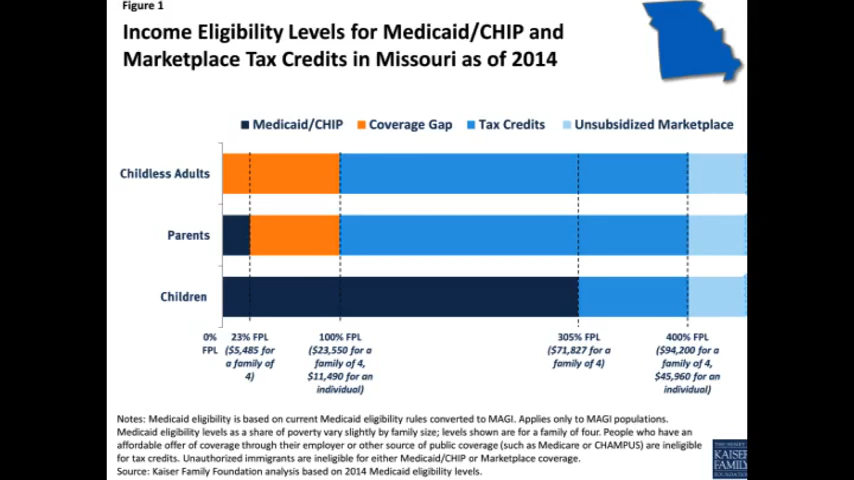 Figure 1
Income Eligibility Levels for Medicaid/CHIP and
Marketplace Tax Credits in Missouri as of 2014
Medicaid/CHIP Coverage Gap Tax Credits Unsubsidized Marketplace
Childless Adults
Parents
Children
0% FPL
23% FPL
($5,485 for
a family of
4)
100% FPL
($23,550 for a
family of 4,
$11,490 for an
individual)
305% FPL
($71,827 for a
family of 4)
400% FPL
($94,200 for a
family of 4,
$45,960 for an
individual)
Notes: Medicaid eligibility is based on current Medicaid eligibility rules converted to MAGI. Applies only to MAGI populations.
Medicaid eligibility levels as a share of poverty vary slightly by family size; levels shown are for a family of four. People who have an
affordable offer of coverage through their employer or other source of public coverage (such as Medicare or CHAMPUS) are ineligible
for tax credits. Unauthorized immigrants are ineligible for either Medicaid/CHIP or Marketplace coverage.
Source: Kaiser Family Foundation analysis based on 2014 Medicaid eligibility levels.
THE HENRY J.
KAISER
FAMILY
FOUNDATION